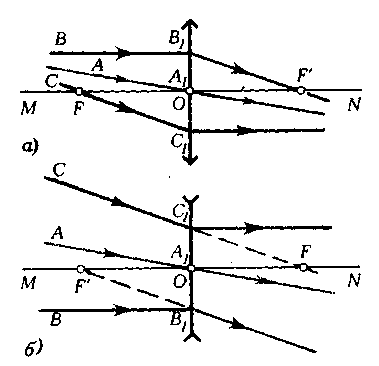 B B₁
A A₁ F′
C
M F O N
C₁
а)
C
C₁
A A₁ F
M F′ O N
B B₁
б)